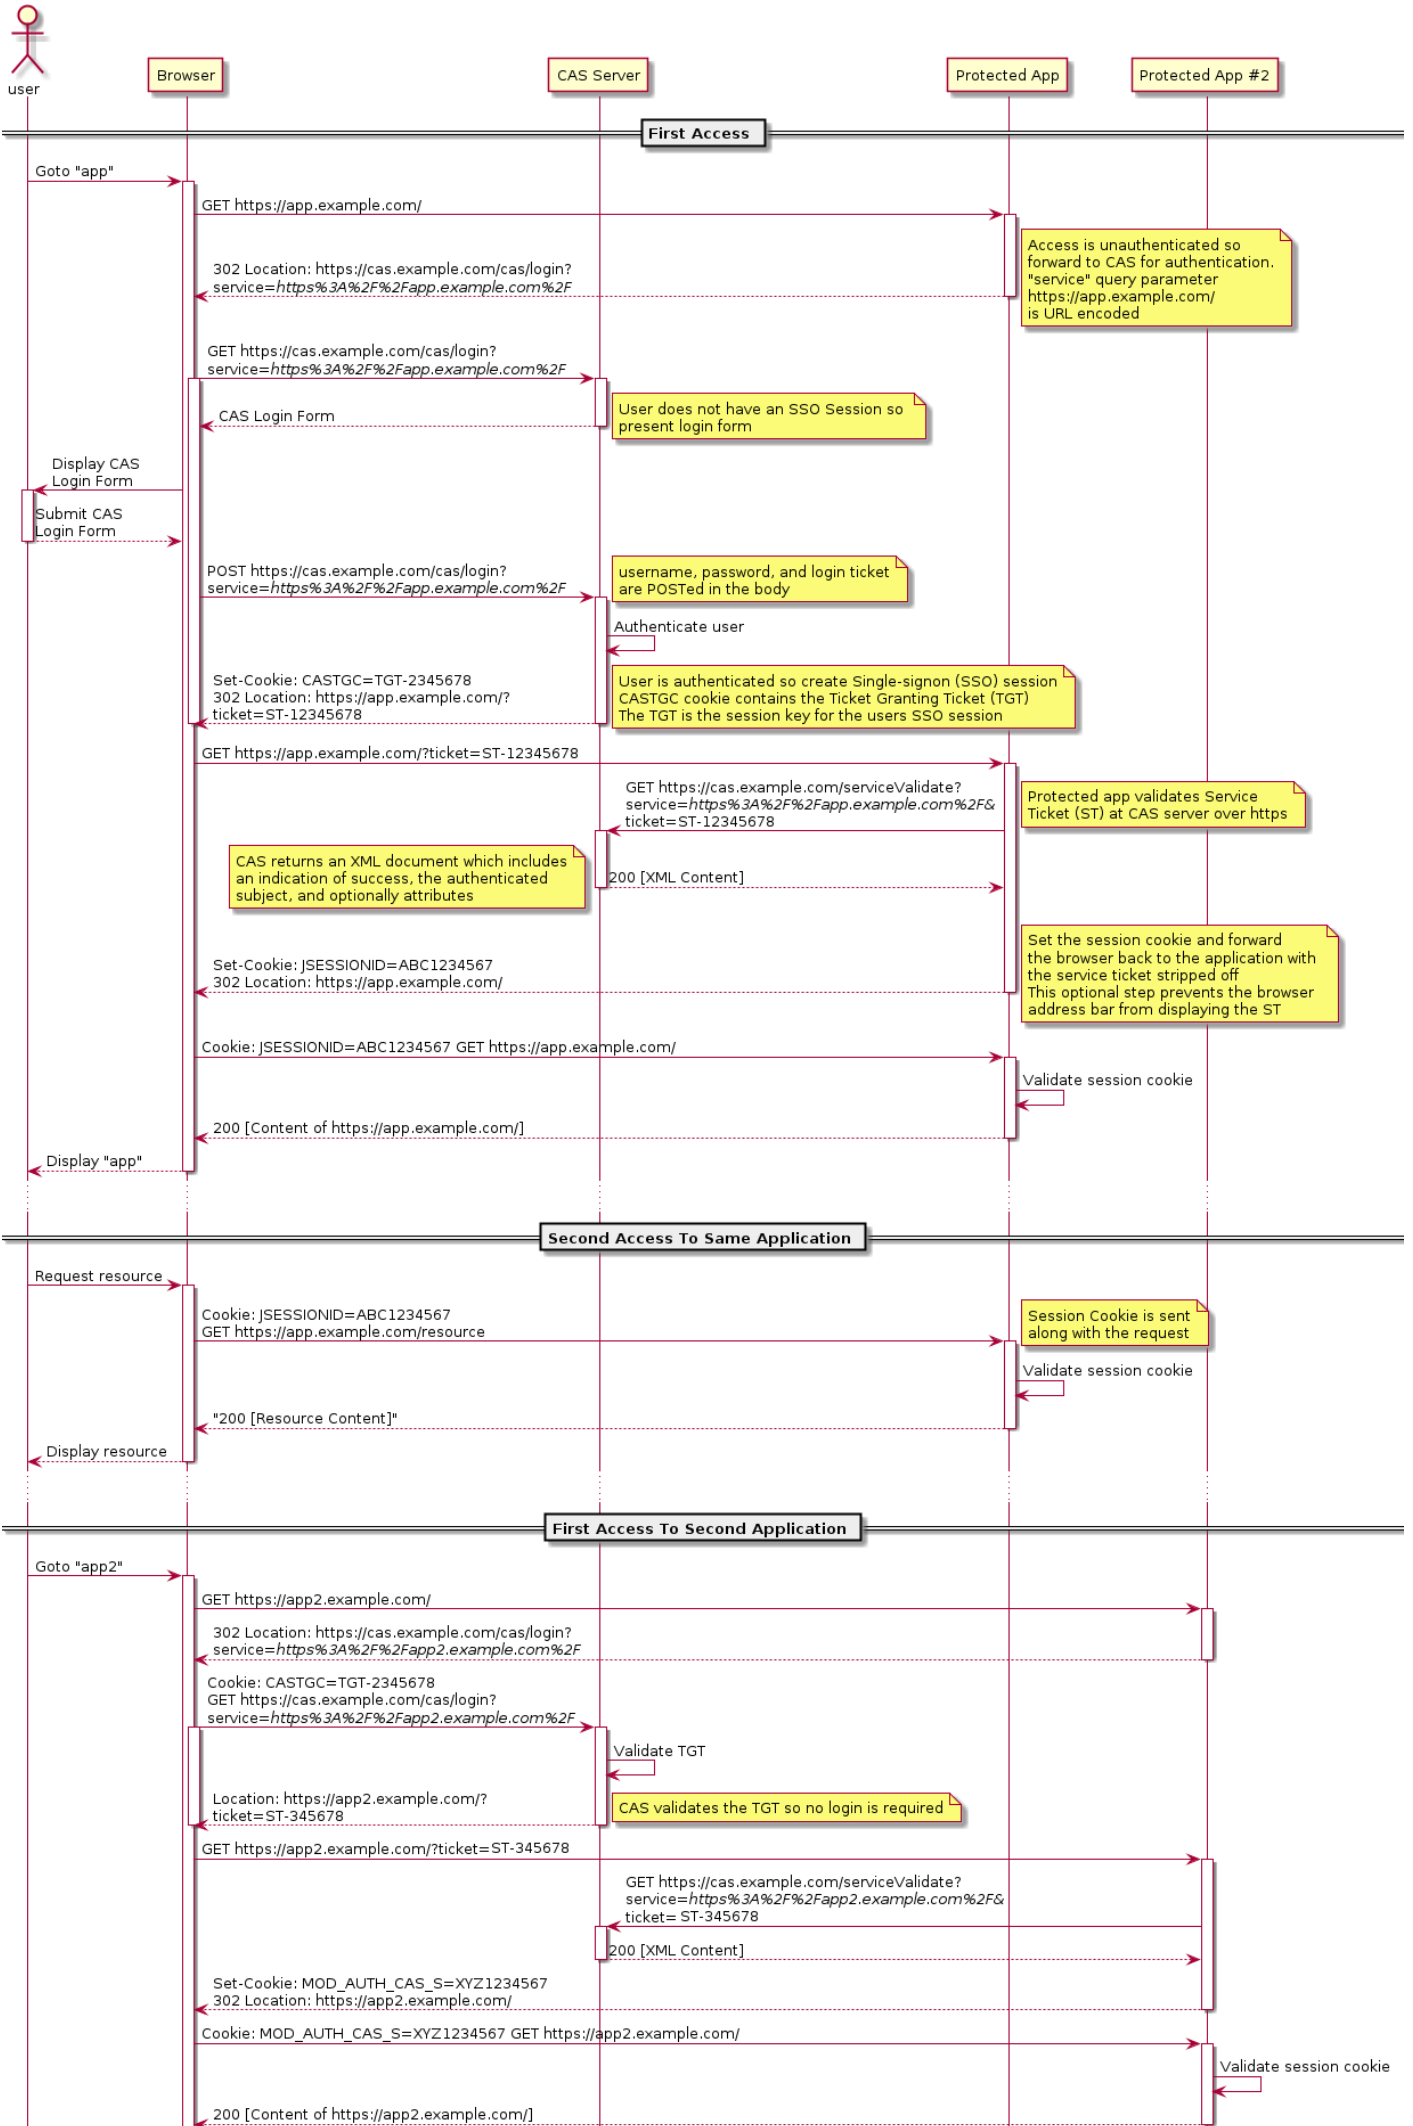 user
Browser
CAS Server
Protected App
Protected App #2
First Access
Goto "app"
GET https://app.example.com/
Access is unauthenticated so
forward to CAS for authentication.
"service" query parameter
https://app.example.com/
is URL encoded
302 Location: https://cas.example.com/cas/login?
service=https%3A%2F%2Fapp.example.com%2F
GET https://cas.example.com/cas/login?
service=https%3A%2F%2Fapp.example.com%2F
User does not have an SSO Session so
present login form
CAS Login Form
Display CAS
Login Form
Submit CAS
Login Form
POST https://cas.example.com/cas/login?
service=https%3A%2F%2Fapp.example.com%2F
username, password, and login ticket
are POSTed in the body
Authenticate user
Set-Cookie: CASTGC=TGT-2345678
302 Location: https://app.example.com/?
ticket=ST-12345678
User is authenticated so create Single-signon (SSO) session
CASTGC cookie contains the Ticket Granting Ticket (TGT)
The TGT is the session key for the users SSO session
GET https://app.example.com/?ticket=ST-12345678
GET https://cas.example.com/serviceValidate?
service=https%3A%2F%2Fapp.example.com%2F&
ticket=ST-12345678
Protected app validates Service
Ticket (ST) at CAS server over https
CAS returns an XML document which includes
an indication of success, the authenticated
subject, and optionally attributes
200 [XML Content]
Set the session cookie and forward
the browser back to the application with
the service ticket stripped off
This optional step prevents the browser
address bar from displaying the ST
Set-Cookie: JSESSIONID=ABC1234567
302 Location: https://app.example.com/
Cookie: JSESSIONID=ABC1234567 GET https://app.example.com/
Validate session cookie
200 [Content of https://app.example.com/]
Display "app"
Second Access To Same Application
Request resource
Cookie: JSESSIONID=ABC1234567
GET https://app.example.com/resource
Session Cookie is sent
along with the request
Validate session cookie
"200 [Resource Content]"
Display resource
First Access To Second Application
Goto "app2"
GET https://app2.example.com/
302 Location: https://cas.example.com/cas/login?
service=https%3A%2F%2Fapp2.example.com%2F
Cookie: CASTGC=TGT-2345678
GET https://cas.example.com/cas/login?
service=https%3A%2F%2Fapp2.example.com%2F
Validate TGT
Location: https://app2.example.com/?
ticket=ST-345678
CAS validates the TGT so no login is required
GET https://app2.example.com/?ticket=ST-345678
GET https://cas.example.com/serviceValidate?
service=https%3A%2F%2Fapp2.example.com%2F&
ticket= ST-345678
200 [XML Content]
Set-Cookie: MOD_AUTH_CAS_S=XYZ1234567
302 Location: https://app2.example.com/
Cookie: MOD_AUTH_CAS_S=XYZ1234567 GET https://app2.example.com/
Validate session cookie
200 [Content of https://app2.example.com/]